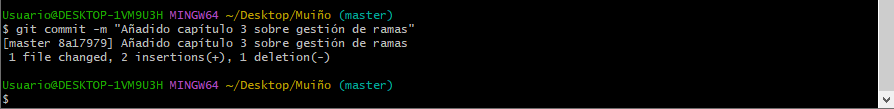 Usuario@DESKTOP-1VM9U3H MINGW64 ~/Desktop/Muiño (master)
$ git commit -m "Añadido capítulo 3 sobre gestión de ramas"
[master 8a17979] Añadido capítulo 3 sobre gestión de ramas
 1 file changed, 2 insertions(+), 1 deletion(-)
Usuario@DESKTOP-1VM9U3H MINGW64 ~/Desktop/Muiño (master)
$